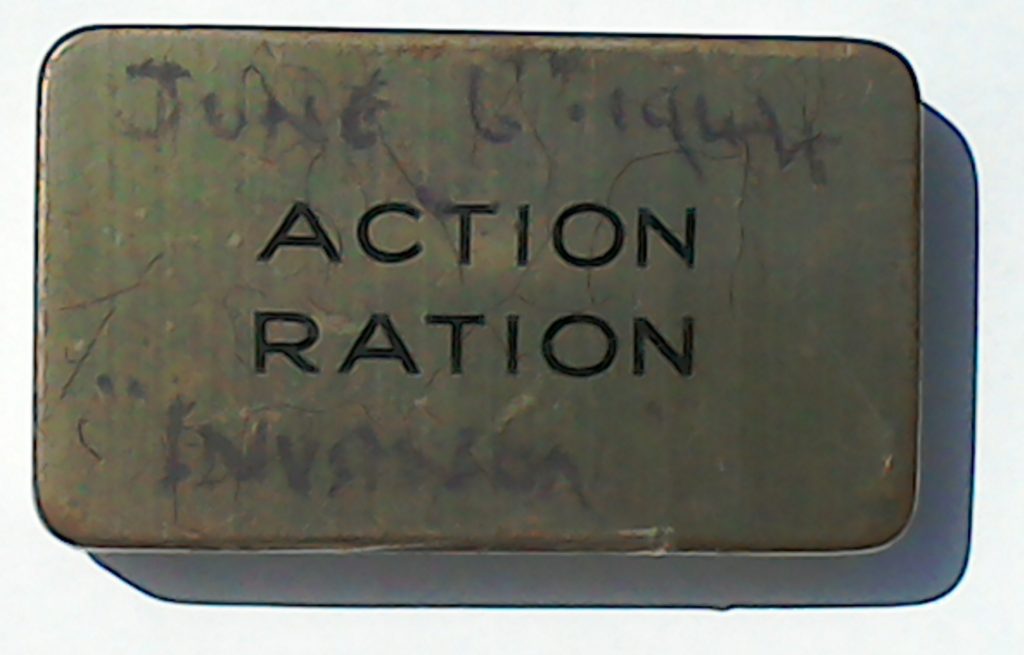 JUNE 6TH. 1944
ACTION
RATION
INVASION